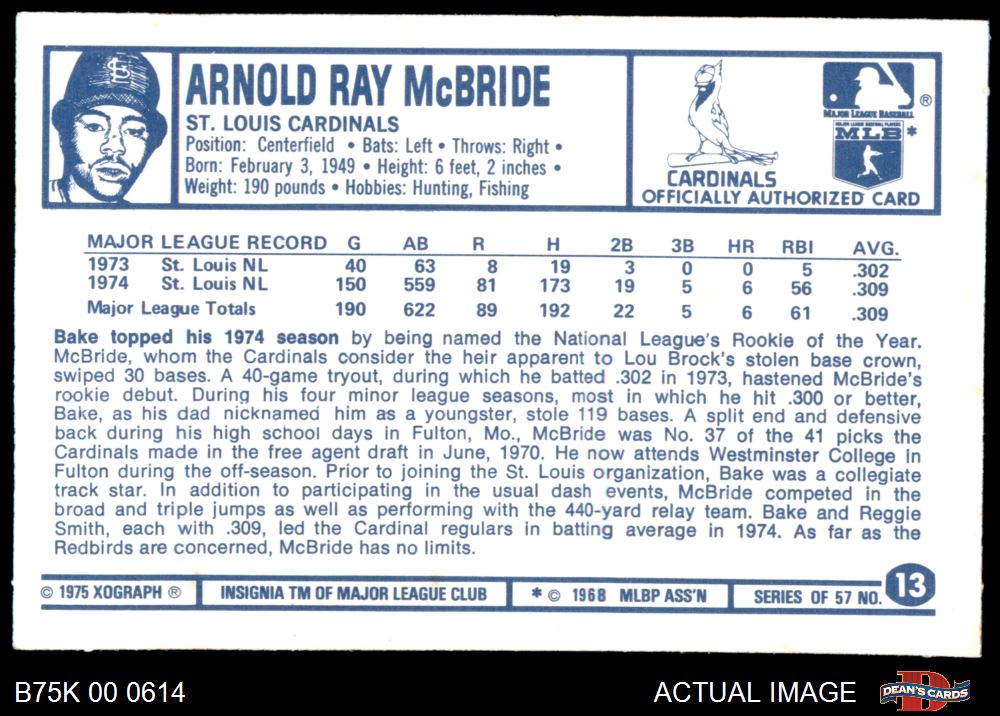 ARNOLD RAY McBRIDE
ST. LOUIS CARDINALS
Position: Centerfield • Bats: Left • Throws: Right •
Born: February 3, 1949 • Height: 6 feet, 2 inches •
Weight: 190 pounds • Hobbies: Hunting, Fishing
CARDINALS
OFFICIALLY AUTHORIZED CARD
MAJOR LEAGUE BASEBALL ®
MAJOR LEAGUE BASEBALL PLAYERS
MLB *
MAJOR LEAGUE RECORD G AB R H 2B 3B HR RBI AVG.
1973 St. Louis NL 40 63 8 19 3 0 0 5 .302
1974 St. Louis NL 150 559 81 173 19 5 6 56 .309
Major League Totals 190 622 89 192 22 5 6 61 .309
Bake topped his 1974 season by being named the National League's Rookie of the Year.
McBride, whom the Cardinals consider the heir apparent to Lou Brock's stolen base crown,
swiped 30 bases. A 40-game tryout, during which he batted .302 in 1973, hastened McBride's
rookie debut. During his four minor league seasons, most in which he hit .300 or better,
Bake, as his dad nicknamed him as a youngster, stole 119 bases. A split end and defensive
back during his high school days in Fulton, Mo., McBride was No. 37 of the 41 picks the
Cardinals made in the free agent draft in June, 1970. He now attends Westminster College in
Fulton during the off-season. Prior to joining the St. Louis organization, Bake was a collegiate
track star. In addition to participating in the usual dash events, McBride competed in the
broad and triple jumps as well as performing with the 440-yard relay team. Bake and Reggie
Smith, each with .309, led the Cardinal regulars in batting average in 1974. As far as the
Redbirds are concerned, McBride has no limits.
© 1975 XOGRAPH ® INSIGNIA TM OF MAJOR LEAGUE CLUB * © 1968 MLBP ASS'N SERIES OF 57 NO. 13
B75K 00 0614 ACTUAL IMAGE DEAN'S CARDS